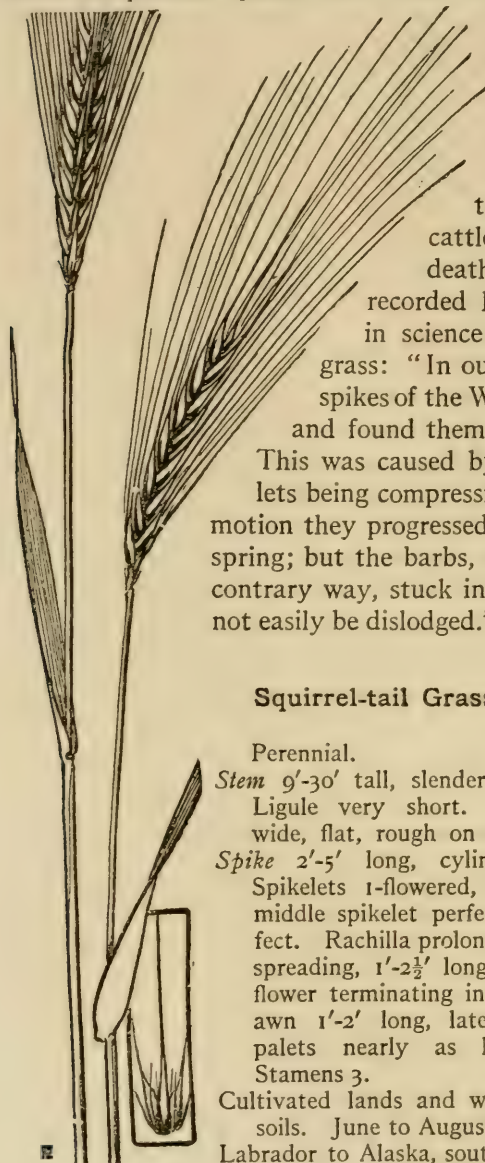 t
cattle
death
recorded
in science
grass: “In ou
spikes of the W
and found them
This was caused b
lets being compressi
motion they progressed
spring; but the barbs,
contrary way, stuck in
not easily be dislodged.
Squirrel-tail Grass
Perennial.
Stem 9′-30′ tall, slender
Ligule very short.
wide, flat, rough on
Spike 2′-5′ long, cylin
Spikelets 1-flowered,
middle spikelet perfe
fect. Rachilla prolon
spreading, 1′-2½′ long
flower terminating in
awn 1′-2′ long, late
palets nearly as
Stamens 3.
Cultivated lands and w
soils. June to Augus
Labrador to Alaska, sout